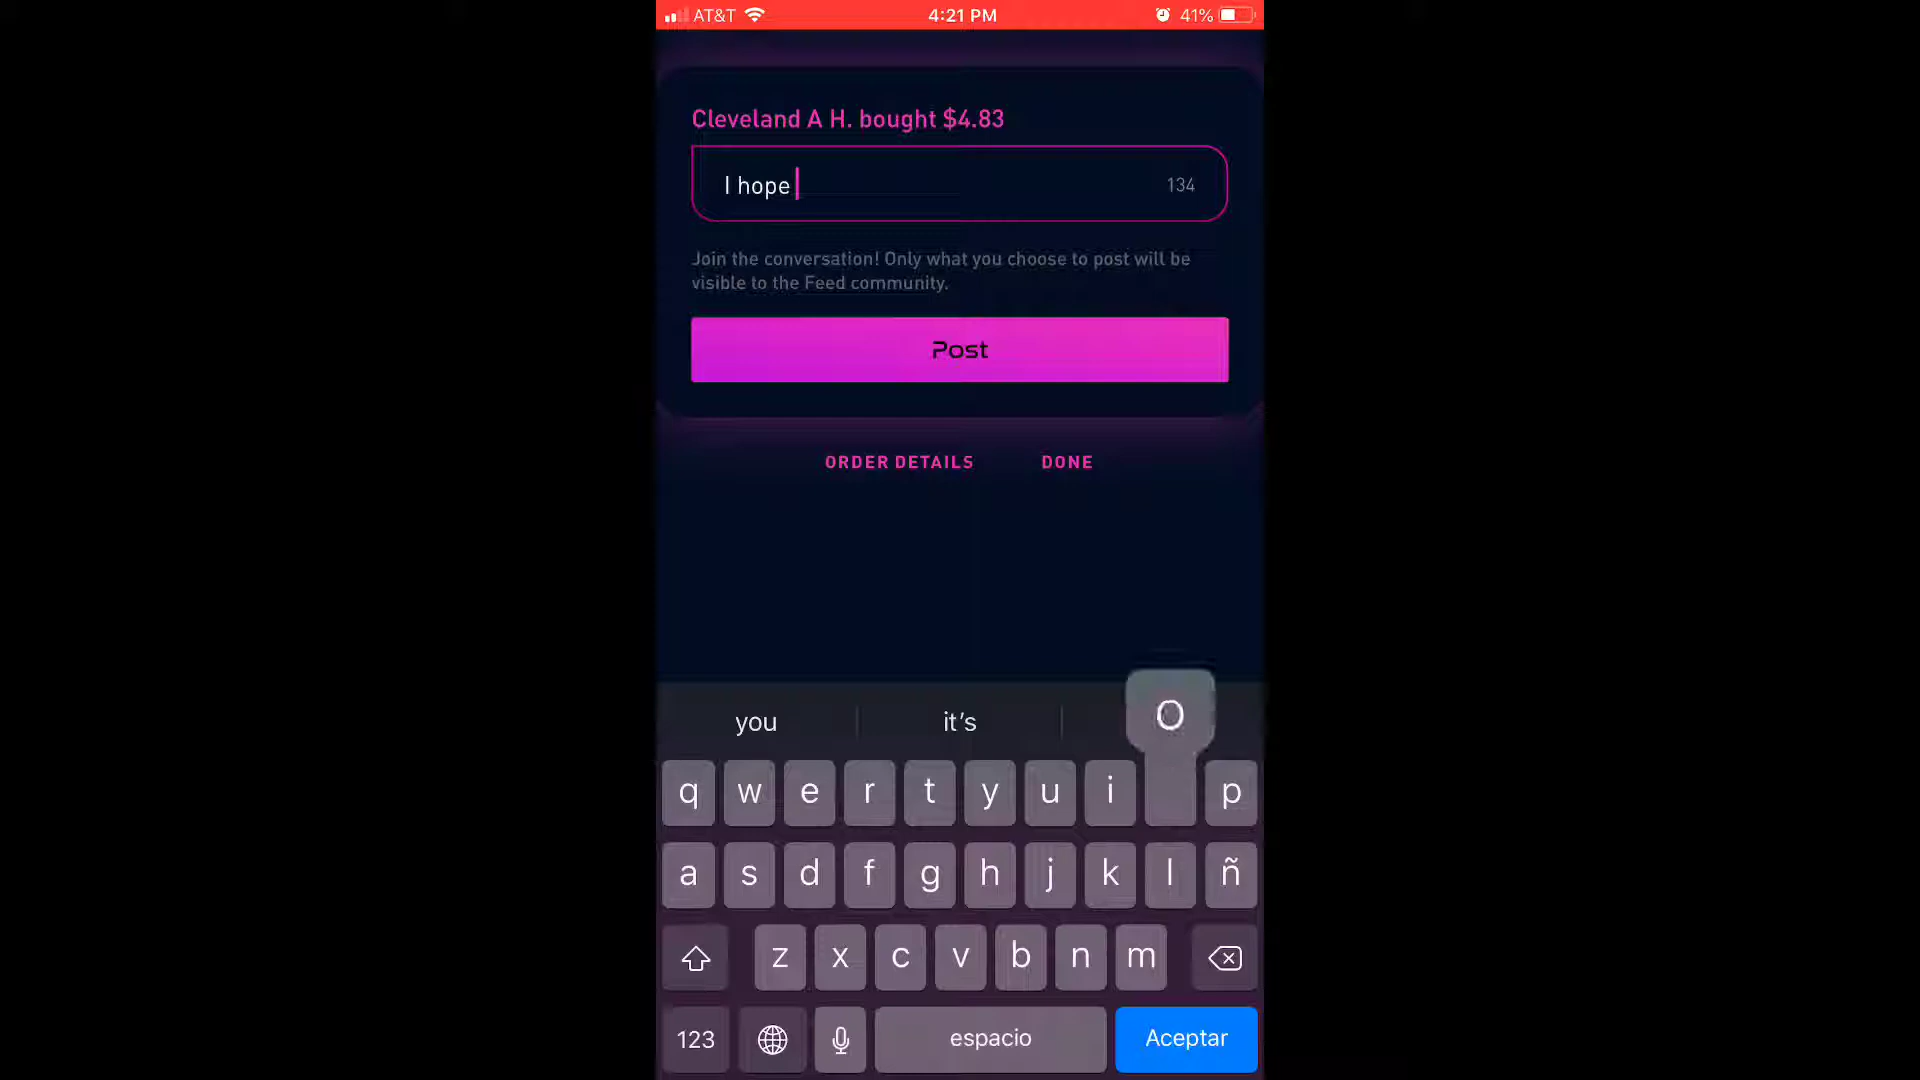 AT&T 4:21 PM 41%
Cleveland A H. bought $4.83
I hope 134
Join the conversation! Only what you choose to post will be
visible to the Feed community.
Post
ORDER DETAILS DONE
you it's o
q w e r t y u i p
a s d f g h j k l ñ
z x c v b n m
123 espacio Aceptar